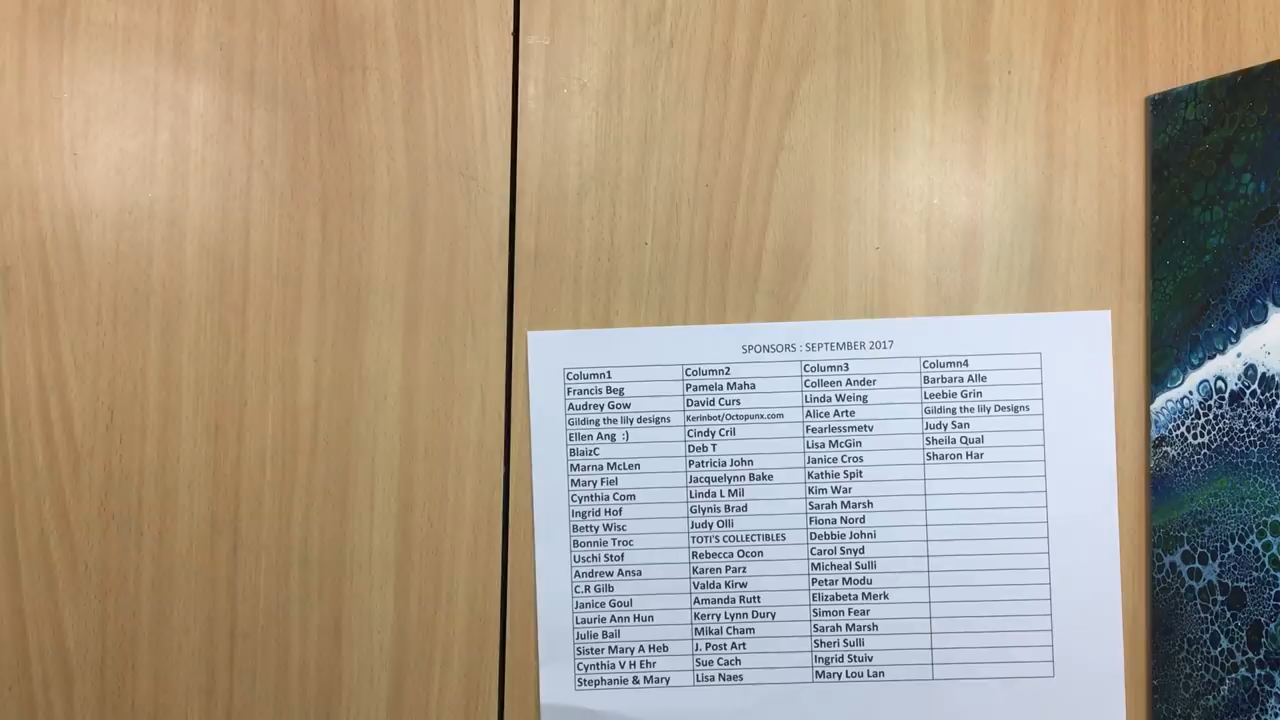 SPONSORS : SEPTEMBER 2017
Column1 Column2 Column3 Column4
Francis Beg Pamela Maha Colleen Ander Barbara Alle
Audrey Gow David Curs Linda Weing Leebie Grin
Gilding the lily designs Kerinbot/Octopunx.com Alice Arte Gilding the lily Designs
Ellen Ang :) Cindy Cril Fearlessmetv Judy San
BlaizC Deb T Lisa McGin Sheila Qual
Marna McLen Patricia John Janice Cros Sharon Har
Mary Fiel Jacquelynn Bake Kathie Spit
Cynthia Com Linda L Mil Kim War
Ingrid Hof Glynis Brad Sarah Marsh
Betty Wisc Judy Olli Fiona Nord
Bonnie Troc TOTI'S COLLECTIBLES Debbie Johni
Uschi Stof Rebecca Ocon Carol Snyd
Andrew Ansa Karen Parz Micheal Sulli
C.R Gilb Valda Kirw Petar Modu
Janice Goul Amanda Rutt Elizabeta Merk
Laurie Ann Hun Kerry Lynn Dury Simon Fear
Julie Bail Mikal Cham Sarah Marsh
Sister Mary A Heb J. Post Art Sheri Sulli
Cynthia V H Ehr Sue Cach Ingrid Stuiv
Stephanie & Mary Lisa Naes Mary Lou Lan